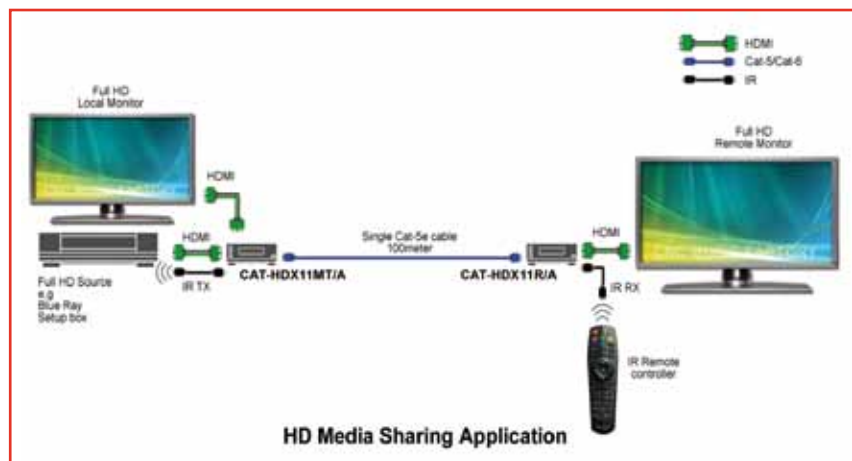 HDMI
Cat-5/Cat-6
IR
Full HD
Local Monitor
Full HD
Remote Monitor
HDMI
HDMI
IR TX
CAT-HDX11MT/A
Single Cat-5e cable
100meter
CAT-HDX11R/A
HDMI
IR RX
Full HD Source
e.g
Blue Ray
Setup box
IR Remote
controller
HD Media Sharing Application